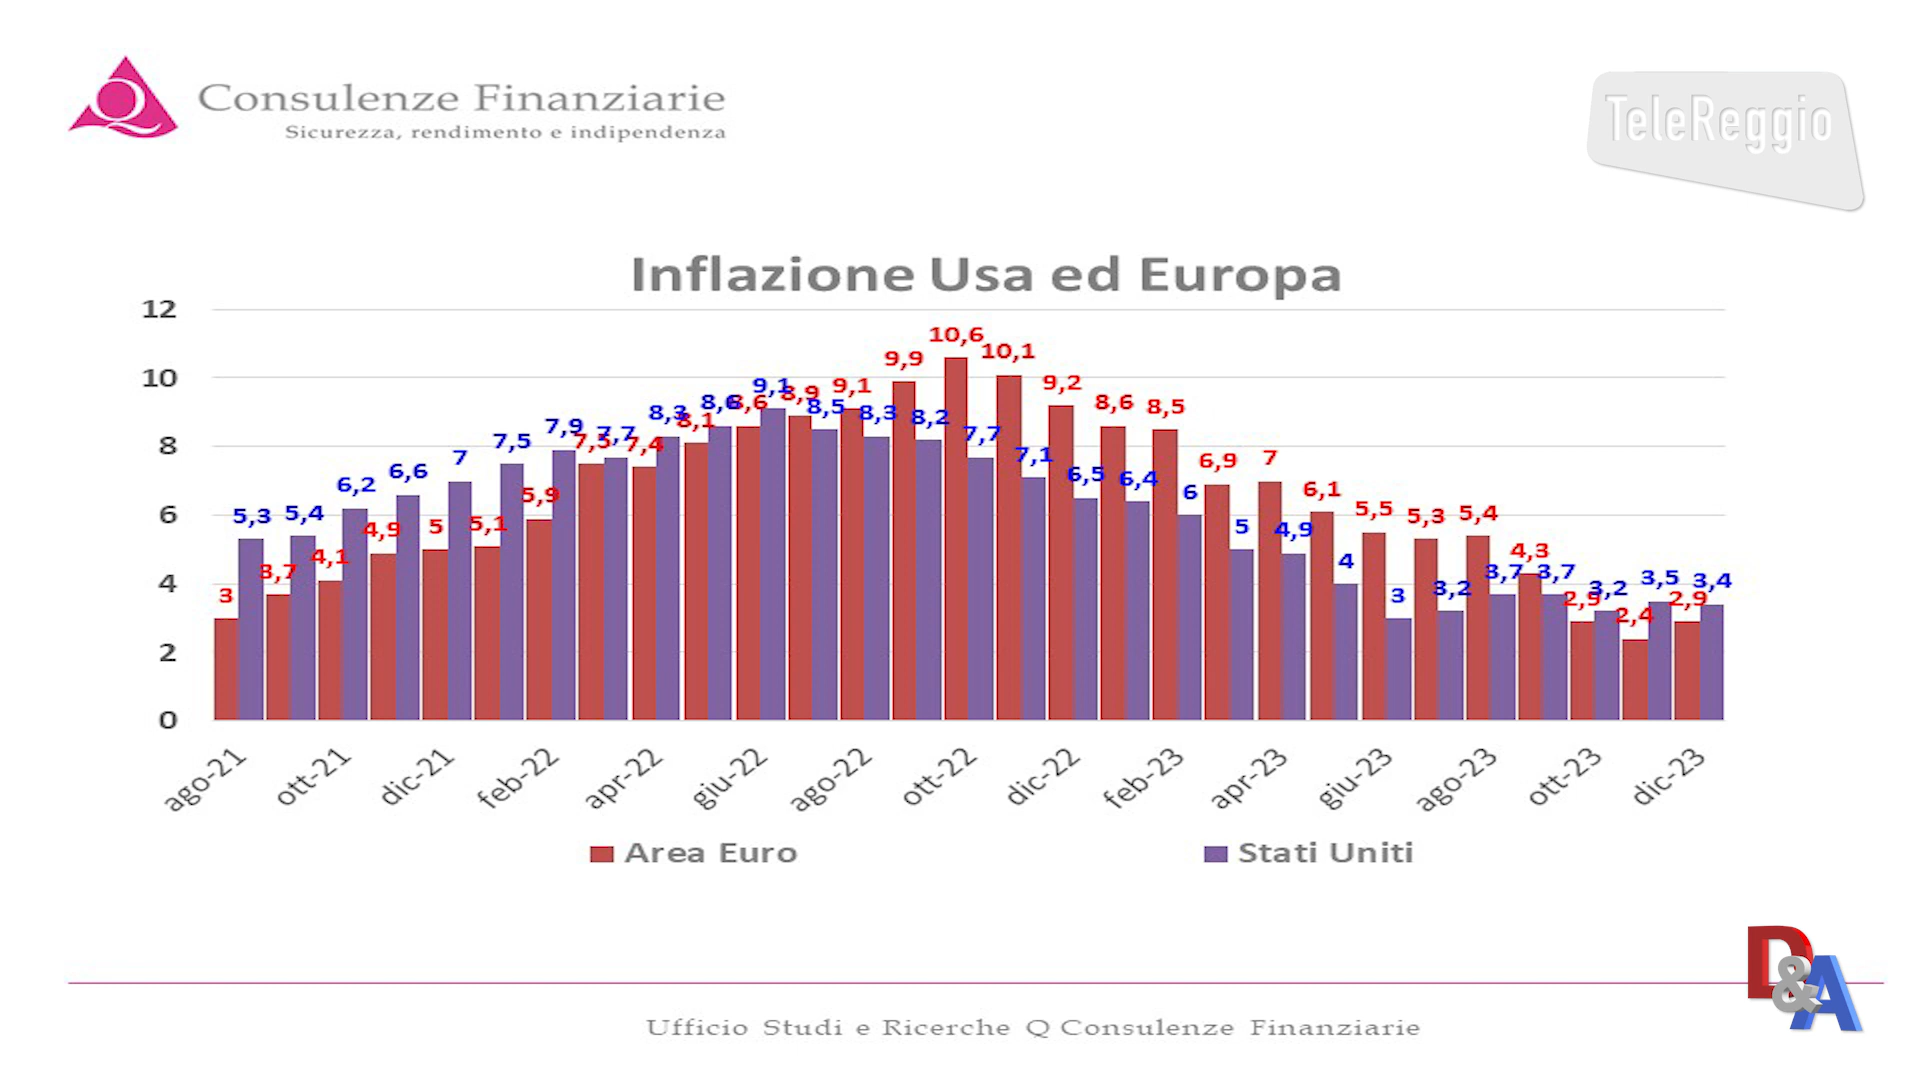 Q
Consulenze Finanziarie
Sicurezza, rendimento e indipendenza
TeleReggio
Inflazione Usa ed Europa
12
10
8
6
4
2
0
3 5,3 3,7 5,4 4,1 6,2 4,9 6,6 5 7 5,1 7,5 5,9 7,9 7,5 7,7 7,4 8,3 8,1 8,6 8,6 9,1 8,9 8,5 9,1 8,3 9,9 8,2 10,6 7,7 10,1 7,1 9,2 6,5 8,6 6,4 8,5 6 6,9 5 7 4,9 6,1 4 5,5 3 5,3 3,2 5,4 3,7 4,3 3,7 2,9 3,2 2,4 3,5 2,9 3,4
ago-21 ott-21 dic-21 feb-22 apr-22 giu-22 ago-22 ott-22 dic-22 feb-23 apr-23 giu-23 ago-23 ott-23 dic-23
Area Euro Stati Uniti
D&A
Ufficio Studi e Ricerche Q Consulenze Finanziarie